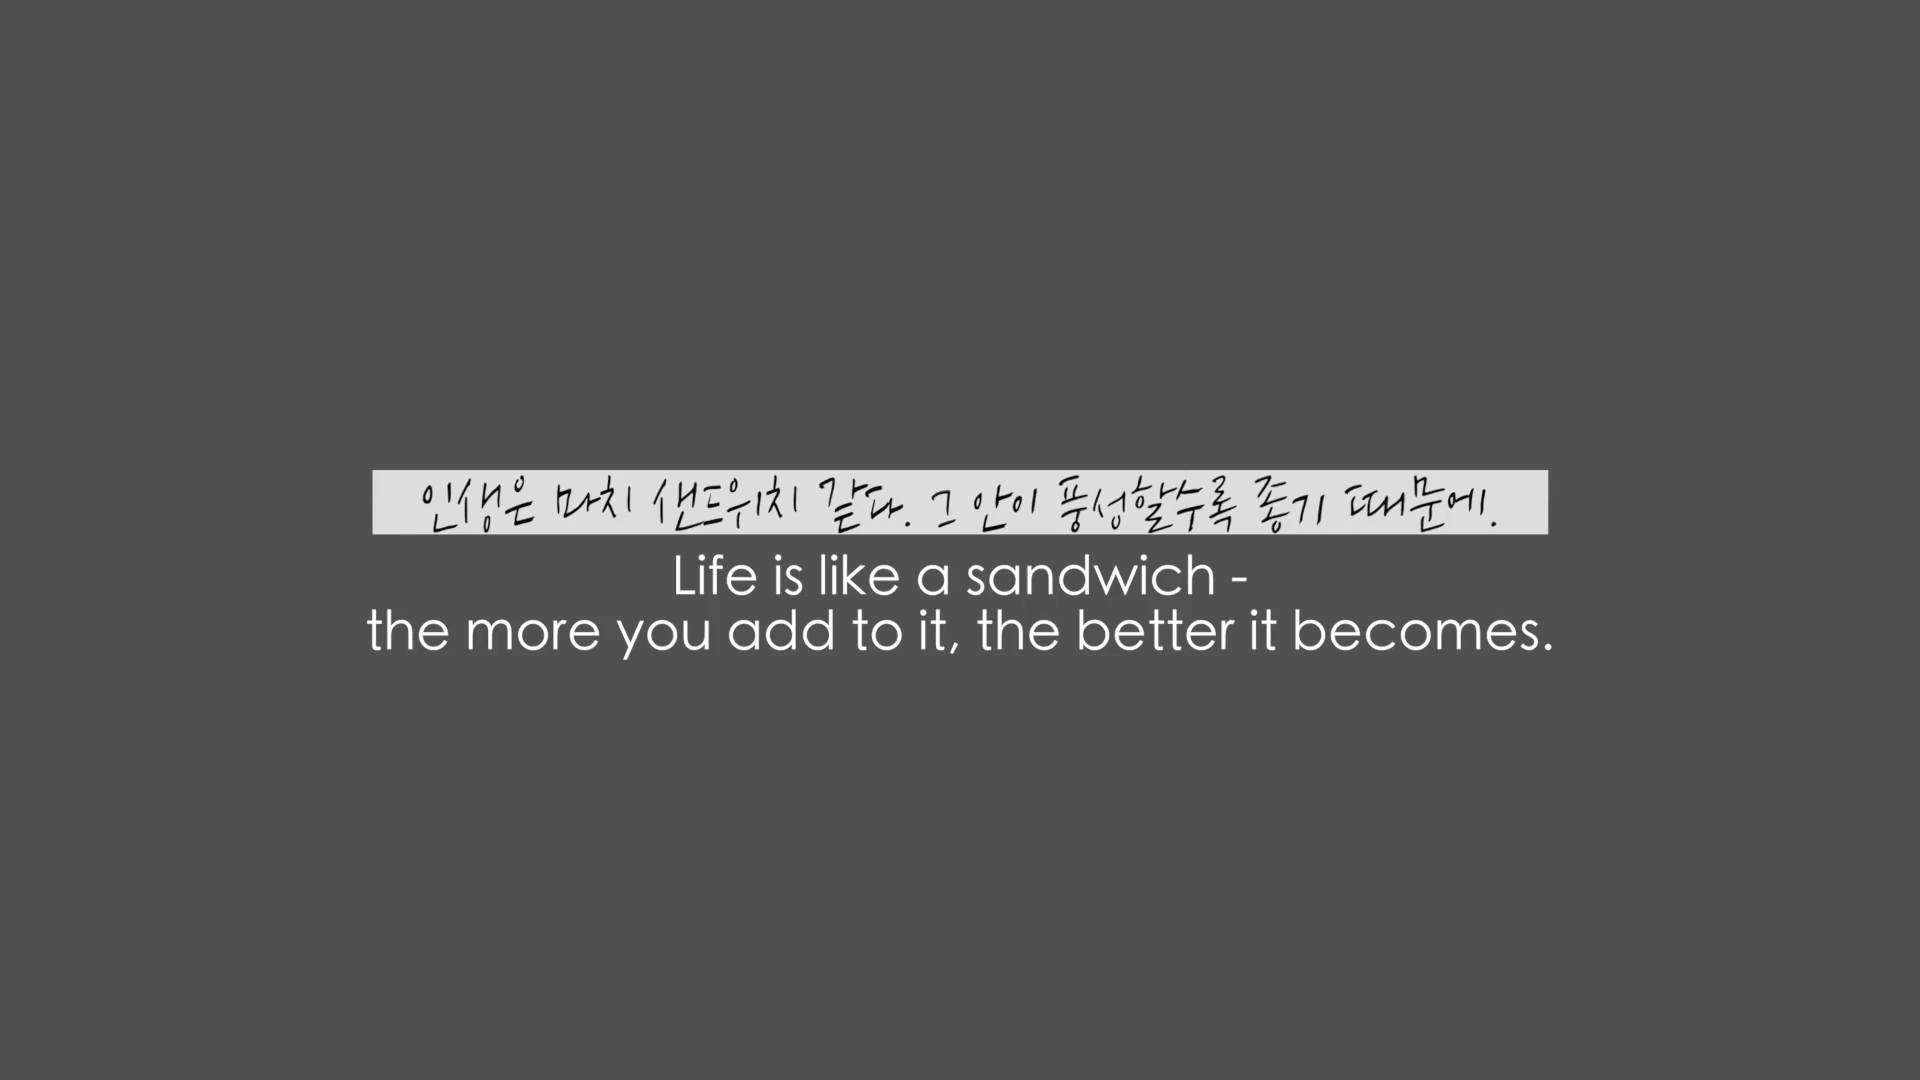 인생은 마치 샌드위치 같다. 그 안이 풍성할수록 좋기 때문에.
Life is like a sandwich -
the more you add to it, the better it becomes.